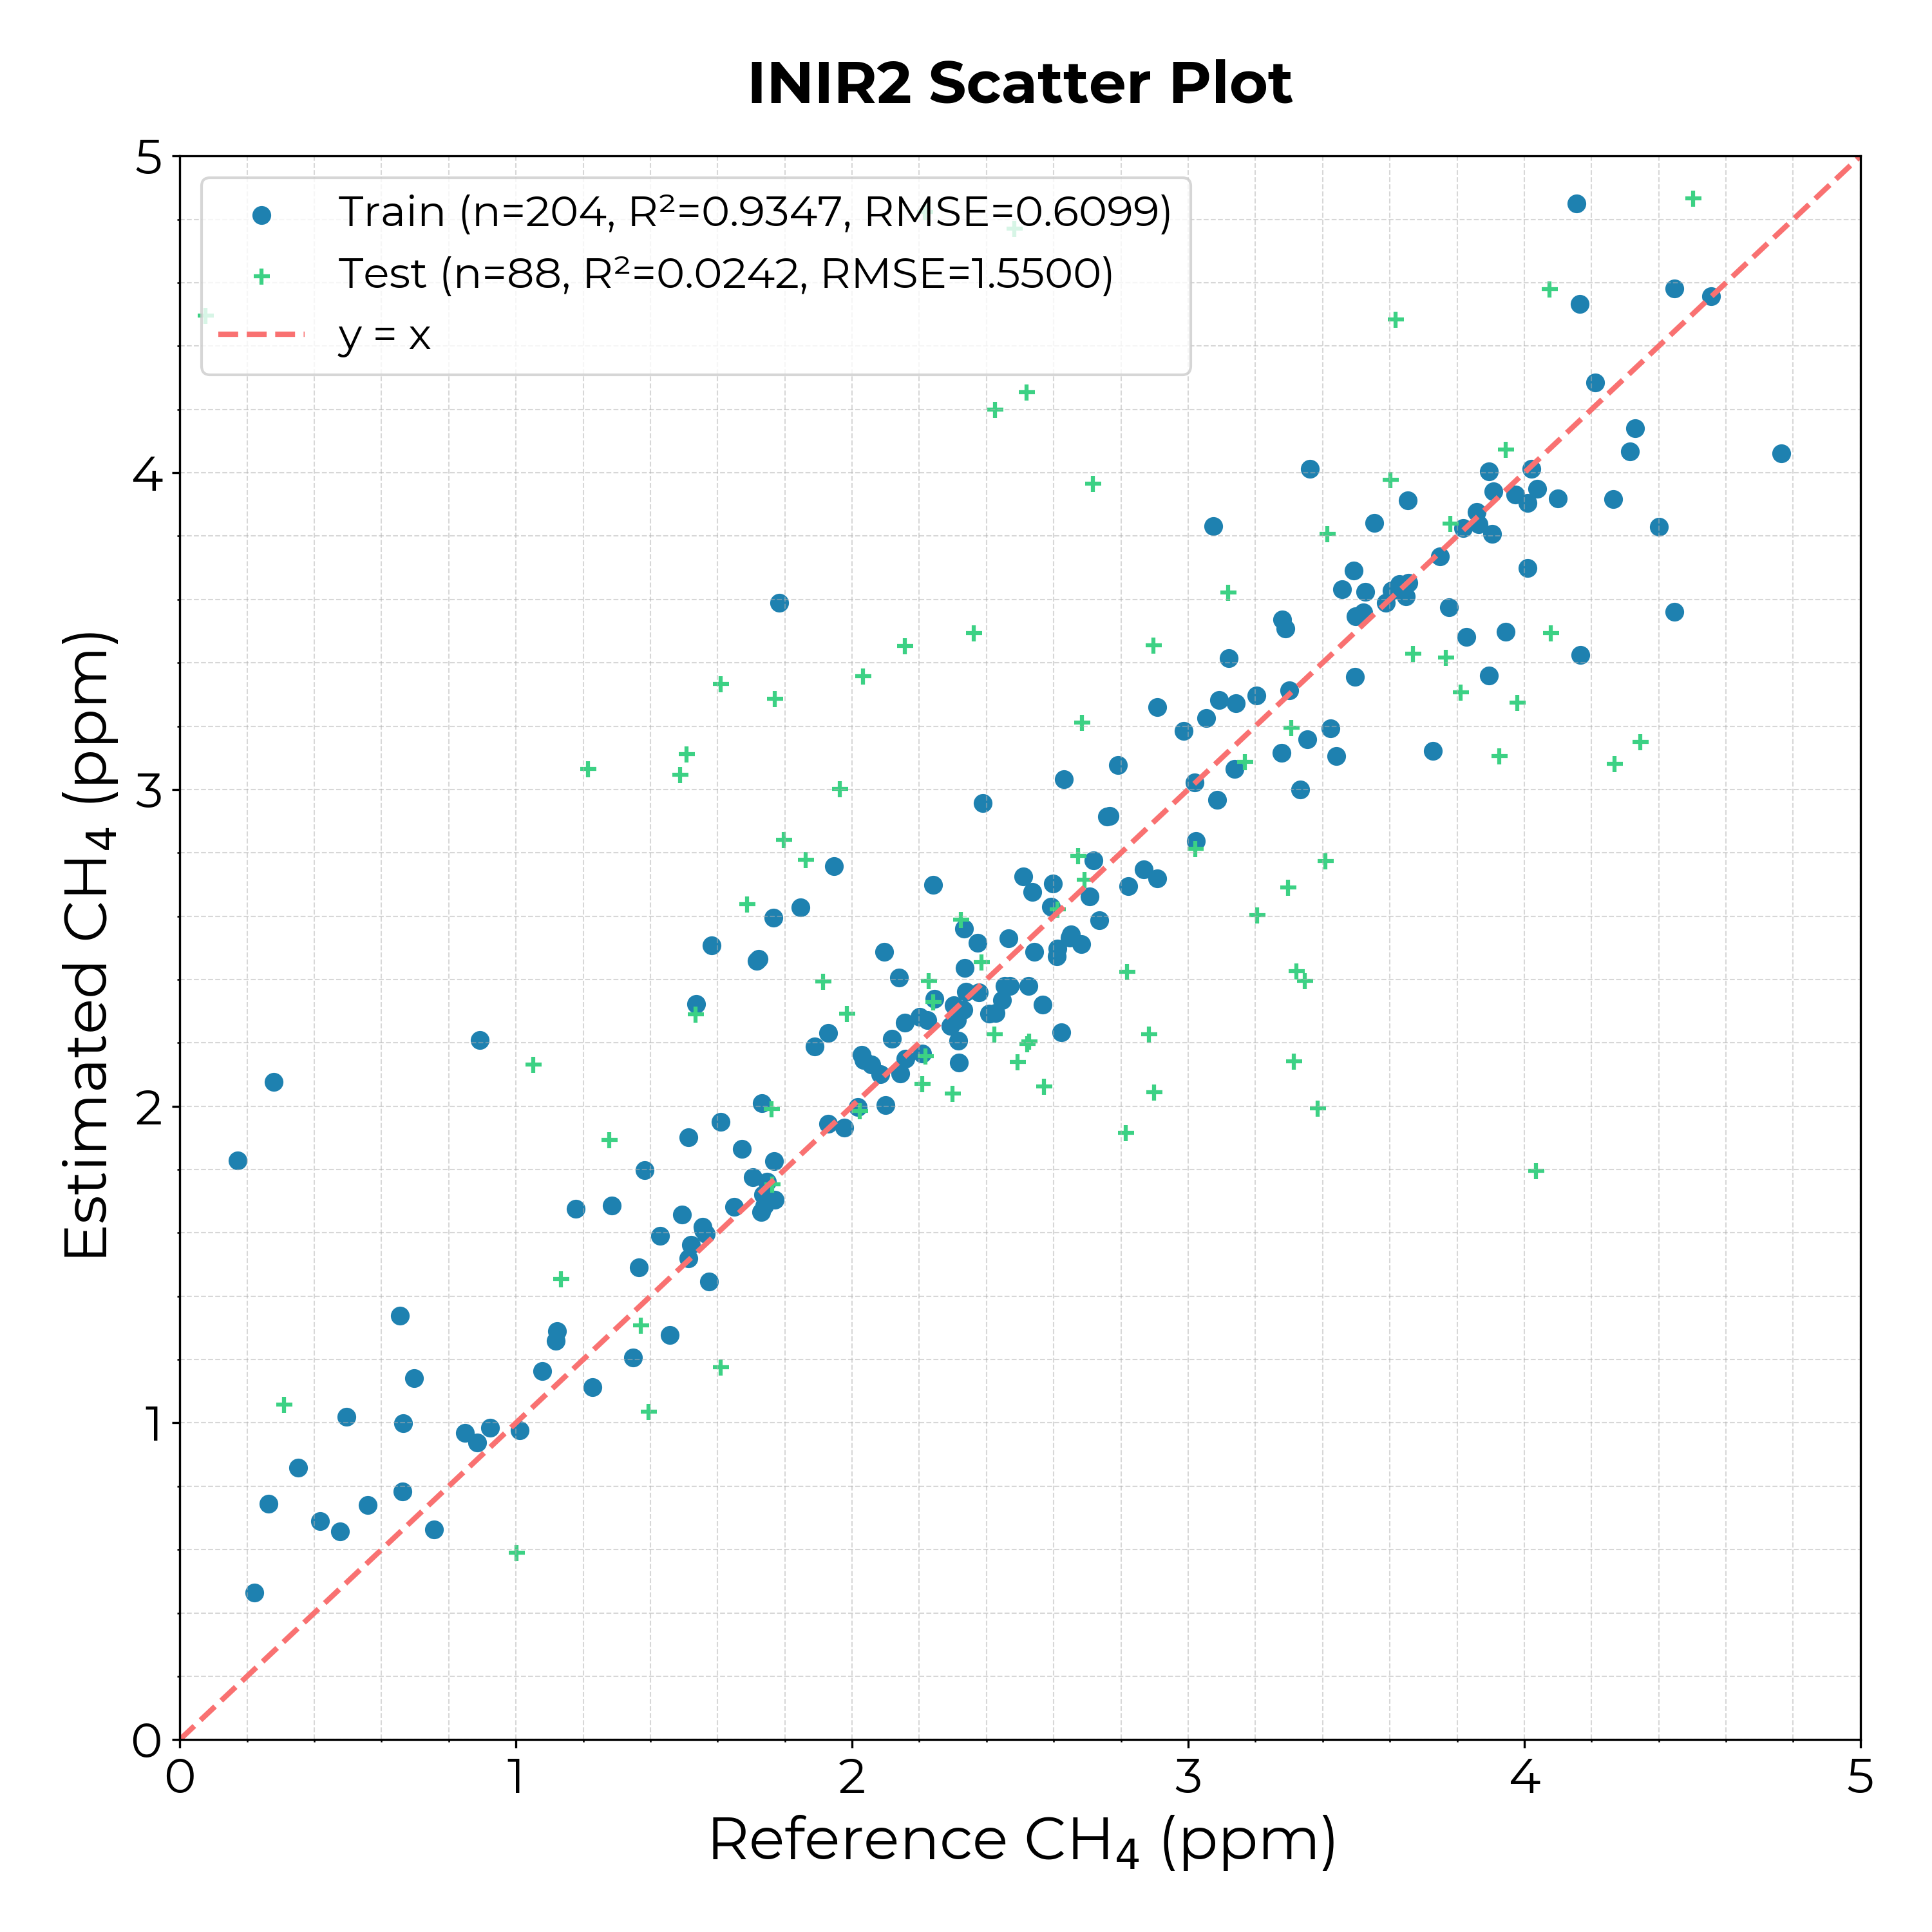 INIR2 Scatter Plot
Train (n=204, R²=0.9347, RMSE=0.6099)
Test (n=88, R²=0.0242, RMSE=1.5500)
y = x
5
4
3
2
1
0
Estimated CH₄ (ppm)
0 1 2 3 4 5
Reference CH₄ (ppm)